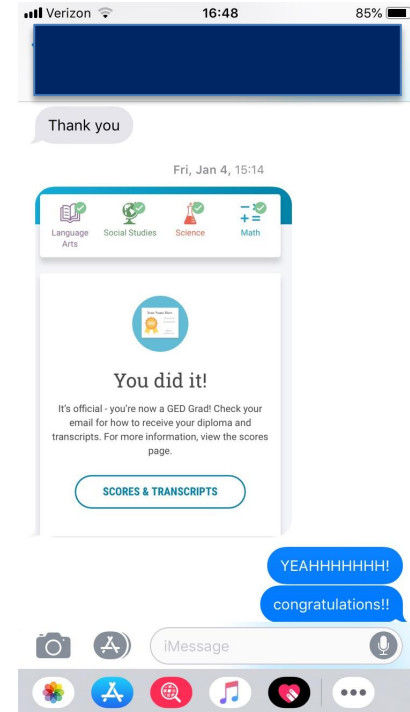 Verizon 16:48 85%
Thank you
Fri, Jan 4, 15:14
Language Social Studies Science Math
Arts
You did it!
It's official - you're now a GED Grad! Check your
email for how to receive your diploma and
transcripts. For more information, view the scores
page.
SCORES & TRANSCRIPTS
YEAHHHHHHH!
congratulations!!
iMessage